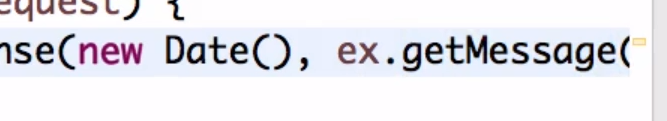 equest) {
nse(new Date(), ex.getMessage(